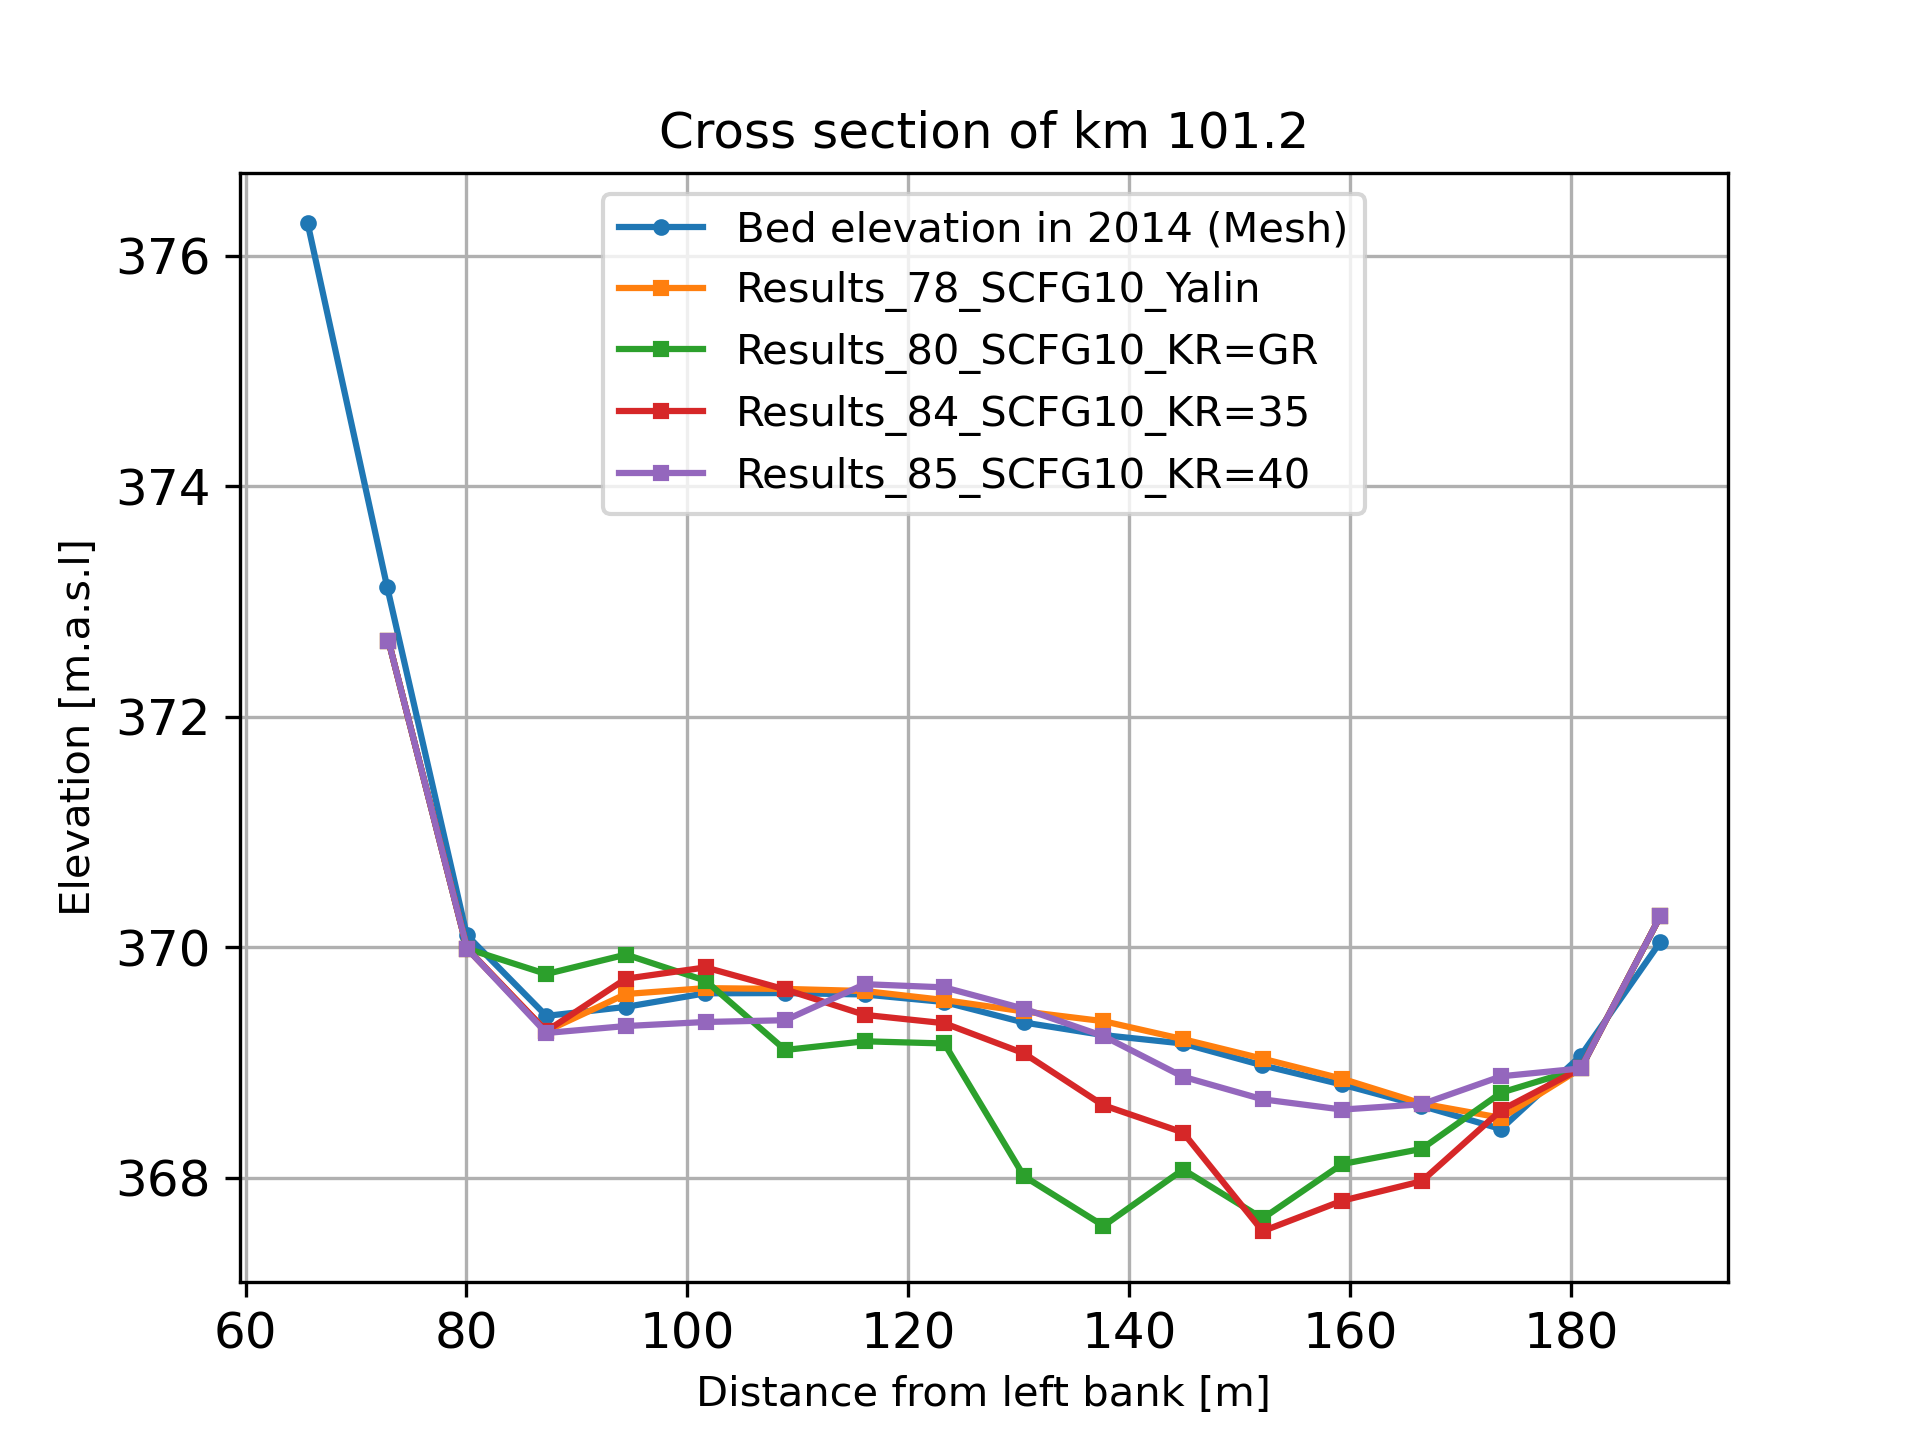 Cross section of km 101.2
Bed elevation in 2014 (Mesh)
Results_78_SCFG10_Yalin
Results_80_SCFG10_KR=GR
Results_84_SCFG10_KR=35
Results_85_SCFG10_KR=40
Elevation [m.a.s.l]
376
374
372
370
368
60 80 100 120 140 160 180
Distance from left bank [m]